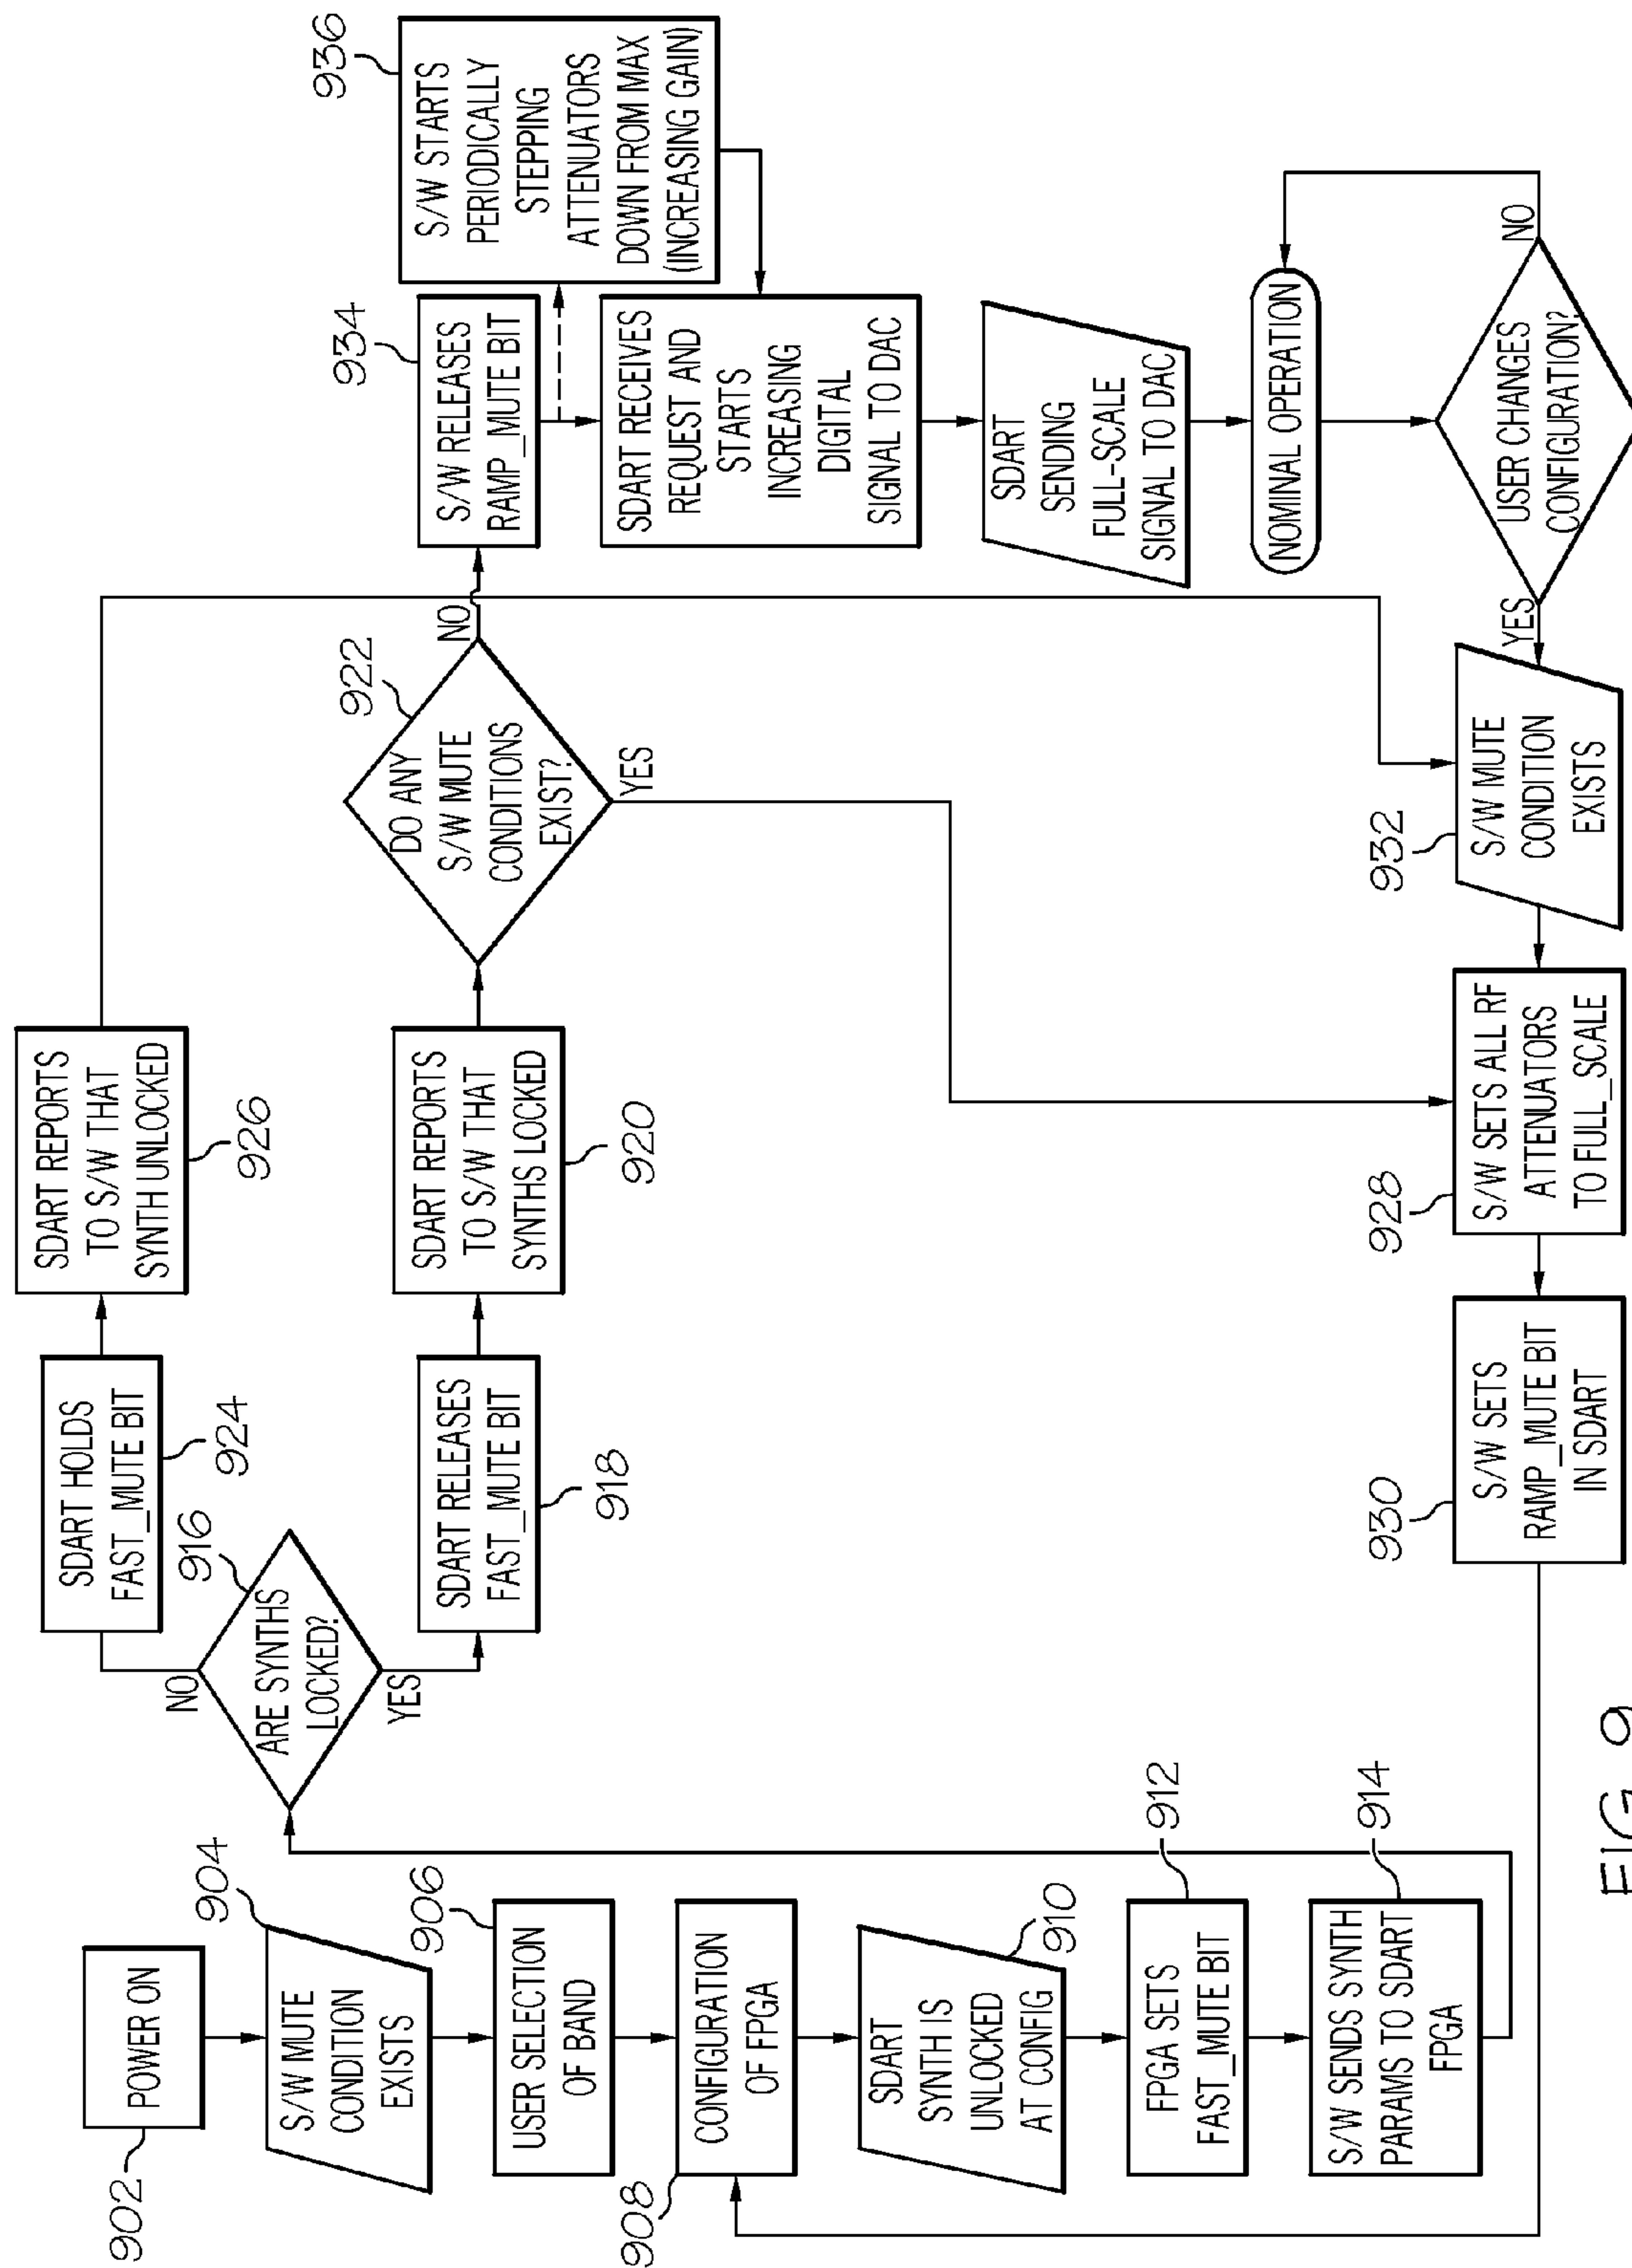 902
POWER ON
904
S/W MUTE
CONDITION
EXISTS
906
USER SELECTION
OF BAND
908
CONFIGURATION
OF FPGA
SDART
SYNTH IS
UNLOCKED
AT CONFIG
910
FPGA SETS
FAST_MUTE BIT
912
S/W SENDS SYNTH
PARAMS TO SDART
FPGA
914
ARE SYNTHS
LOCKED?
916
NO
YES
SDART HOLDS
FAST_MUTE BIT
924
SDART RELEASES
FAST_MUTE BIT
918
SDART REPORTS
TO S/W THAT
SYNTH UNLOCKED
926
SDART REPORTS
TO S/W THAT
SYNTHS LOCKED
920
DO ANY
S/W MUTE
CONDITIONS
EXIST?
922
NO
YES
S/W RELEASES
RAMP_MUTE BIT
934
S/W STARTS
PERIODICALLY
STEPPING
ATTENUATORS
DOWN FROM MAX
(INCREASING GAIN)
936
SDART RECEIVES
REQUEST AND
STARTS
INCREASING
DIGITAL
SIGNAL TO DAC
SDART
SENDING
FULL-SCALE
SIGNAL TO DAC
NOMINAL OPERATION
USER CHANGES
CONFIGURATION?
NO
YES
S/W MUTE
CONDITION
EXISTS
932
S/W SETS ALL RF
ATTENUATORS
TO FULL_SCALE
928
S/W SETS
RAMP_MUTE BIT
IN SDART
930
FIG. 9